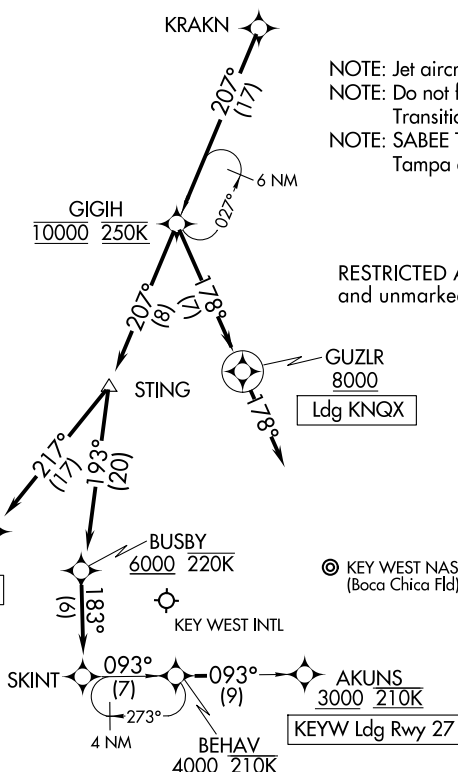 KRAKN
207°
(17)
NOTE: Jet aircr
NOTE: Do not f
Transitio
NOTE: SABEE T
Tampa
6 NM
027°
GIGIH
10000 250K
207°
(8)
178°
(7)
RESTRICTED A
and unmarke
GUZLR
8000
Ldg KNQX
178°
STING
217°
(17)
193°
(20)
BUSBY
6000 220K
KEY WEST NAS
(Boca Chica Fld)
183°
(6)
KEY WEST INTL
SKINT
093°
(7)
093°
(9)
AKUNS
3000 210K
KEYW Ldg Rwy 27
273°
4 NM
BEHAV
4000 210K